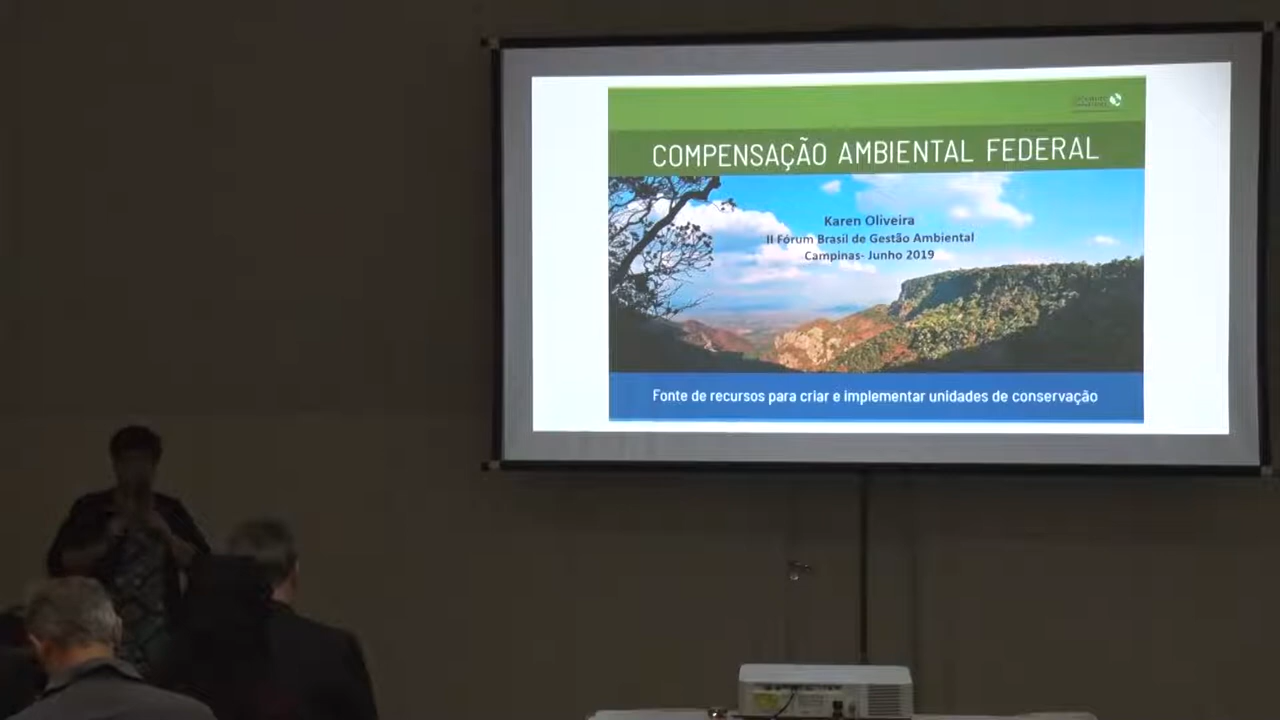 COMPENSAÇÃO AMBIENTAL FEDERAL
Karen Oliveira
II Fórum Brasil de Gestão Ambiental
Campinas- Junho 2019
Fonte de recursos para criar e implementar unidades de conservação